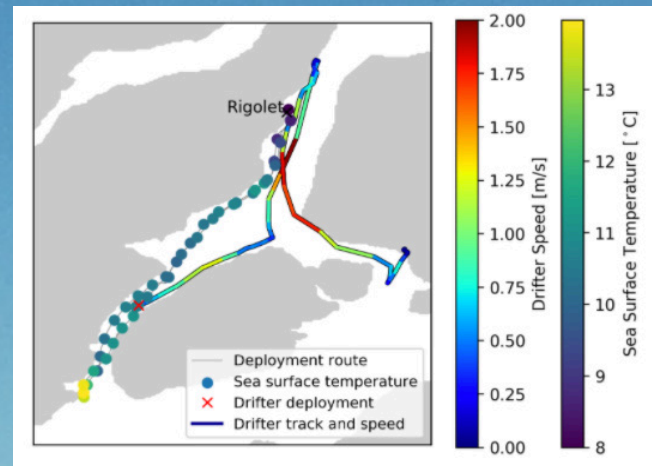 Rigolet
Deployment route
Sea surface temperature
Drifter deployment
Drifter track and speed
2.00
1.75
1.50
1.25
1.00
0.75
0.50
0.25
0.00
Drifter Speed [m/s]
13
12
11
10
9
8
Sea Surface Temperature [°C]